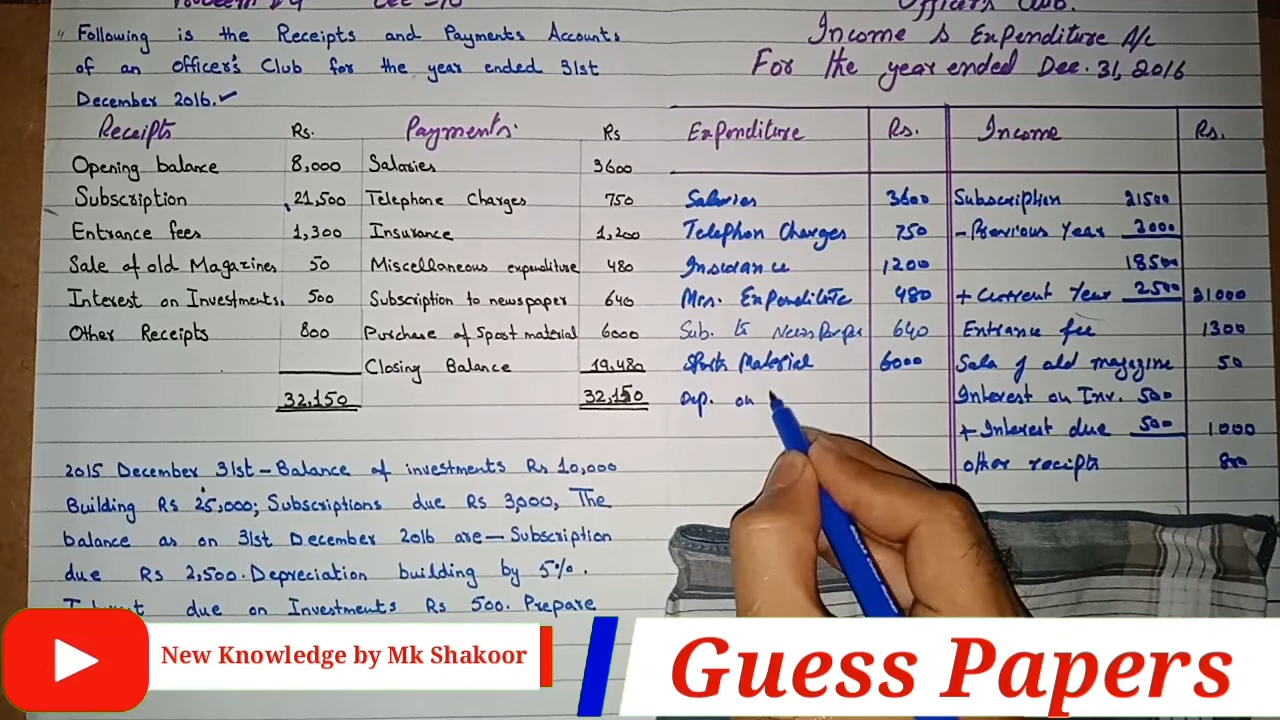 Following is the Receipts and Payments Accounts
of an officer's Club for the year ended 31st
December 2016.
Receipts Rs. Payments. Rs
Opening balance 8,000 Salaries 3600
Subscription 21,500 Telephone Charges 750
Entrance fees 1,300 Insurance 1,200
Sale of old Magazines 50 Miscellaneous expenditure 480
Interest on Investments. 500 Subscription to newspaper 640
Other Receipts 800 Purchase of Sport material 6000
Closing Balance 19,480
32,150 32,150
2015 December 31st - Balance of investments Rs 10,000
Building Rs 25,000; Subscriptions due Rs 3,000, The
balance as on 31st December 2016 are - Subscription
due Rs 2,500. Depreciation building by 5%.
due on Investments Rs 500. Prepare
Officers Club.
Income & Expenditure A/c
For the year ended Dec. 31, 2016
Expenditure Rs. Income Rs.
Salaries 3600 Subscription 21500
Telephon Charges 750 - Previous Year 3000
Insurance 1200 18500
Mis. Expenditure 480 + Current Year 2500 21000
Sub. to News Paper 640 Entrance fee 1300
Sports Material 6000 Sale of old magazine 50
Dep. on Interest on Inv. 500
+ Interest due 500 1000
other recipts 800
New Knowledge by Mk Shakoor
Guess Papers